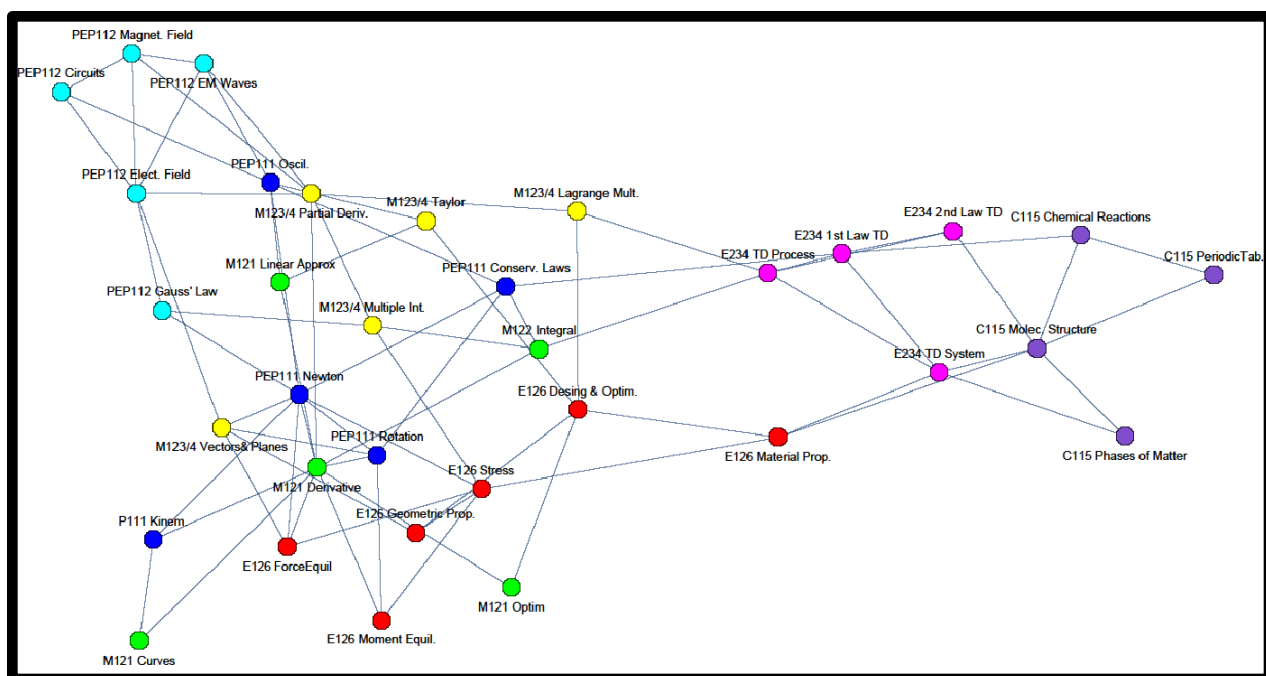 PEP112 Magnet. Field
PEP112 Circuits
PEP112 EM Waves
PEP111 Oscil.
PEP112 Elect. Field
M123/4 Partial Deriv.
M123/4 Taylor
M123/4 Lagrange Mult.
E234 2nd Law TD
C115 Chemical Reactions
E234 1st Law TD
E234 TD Process
C115 PeriodicTab.
M121 Linear Approx
PEP111 Conserv. Laws
PEP112 Gauss' Law
M123/4 Multiple Int.
M122 Integral
C115 Molec. Structure
E234 TD System
PEP111 Newton
E126 Desing & Optim.
M123/4 Vectors& Planes
PEP111 Rotation
E126 Stress
E126 Material Prop.
C115 Phases of Matter
M121 Derivative
E126 Geometric Prop.
P111 Kinem.
E126 ForceEquil
M121 Optim
E126 Moment Equil.
M121 Curves